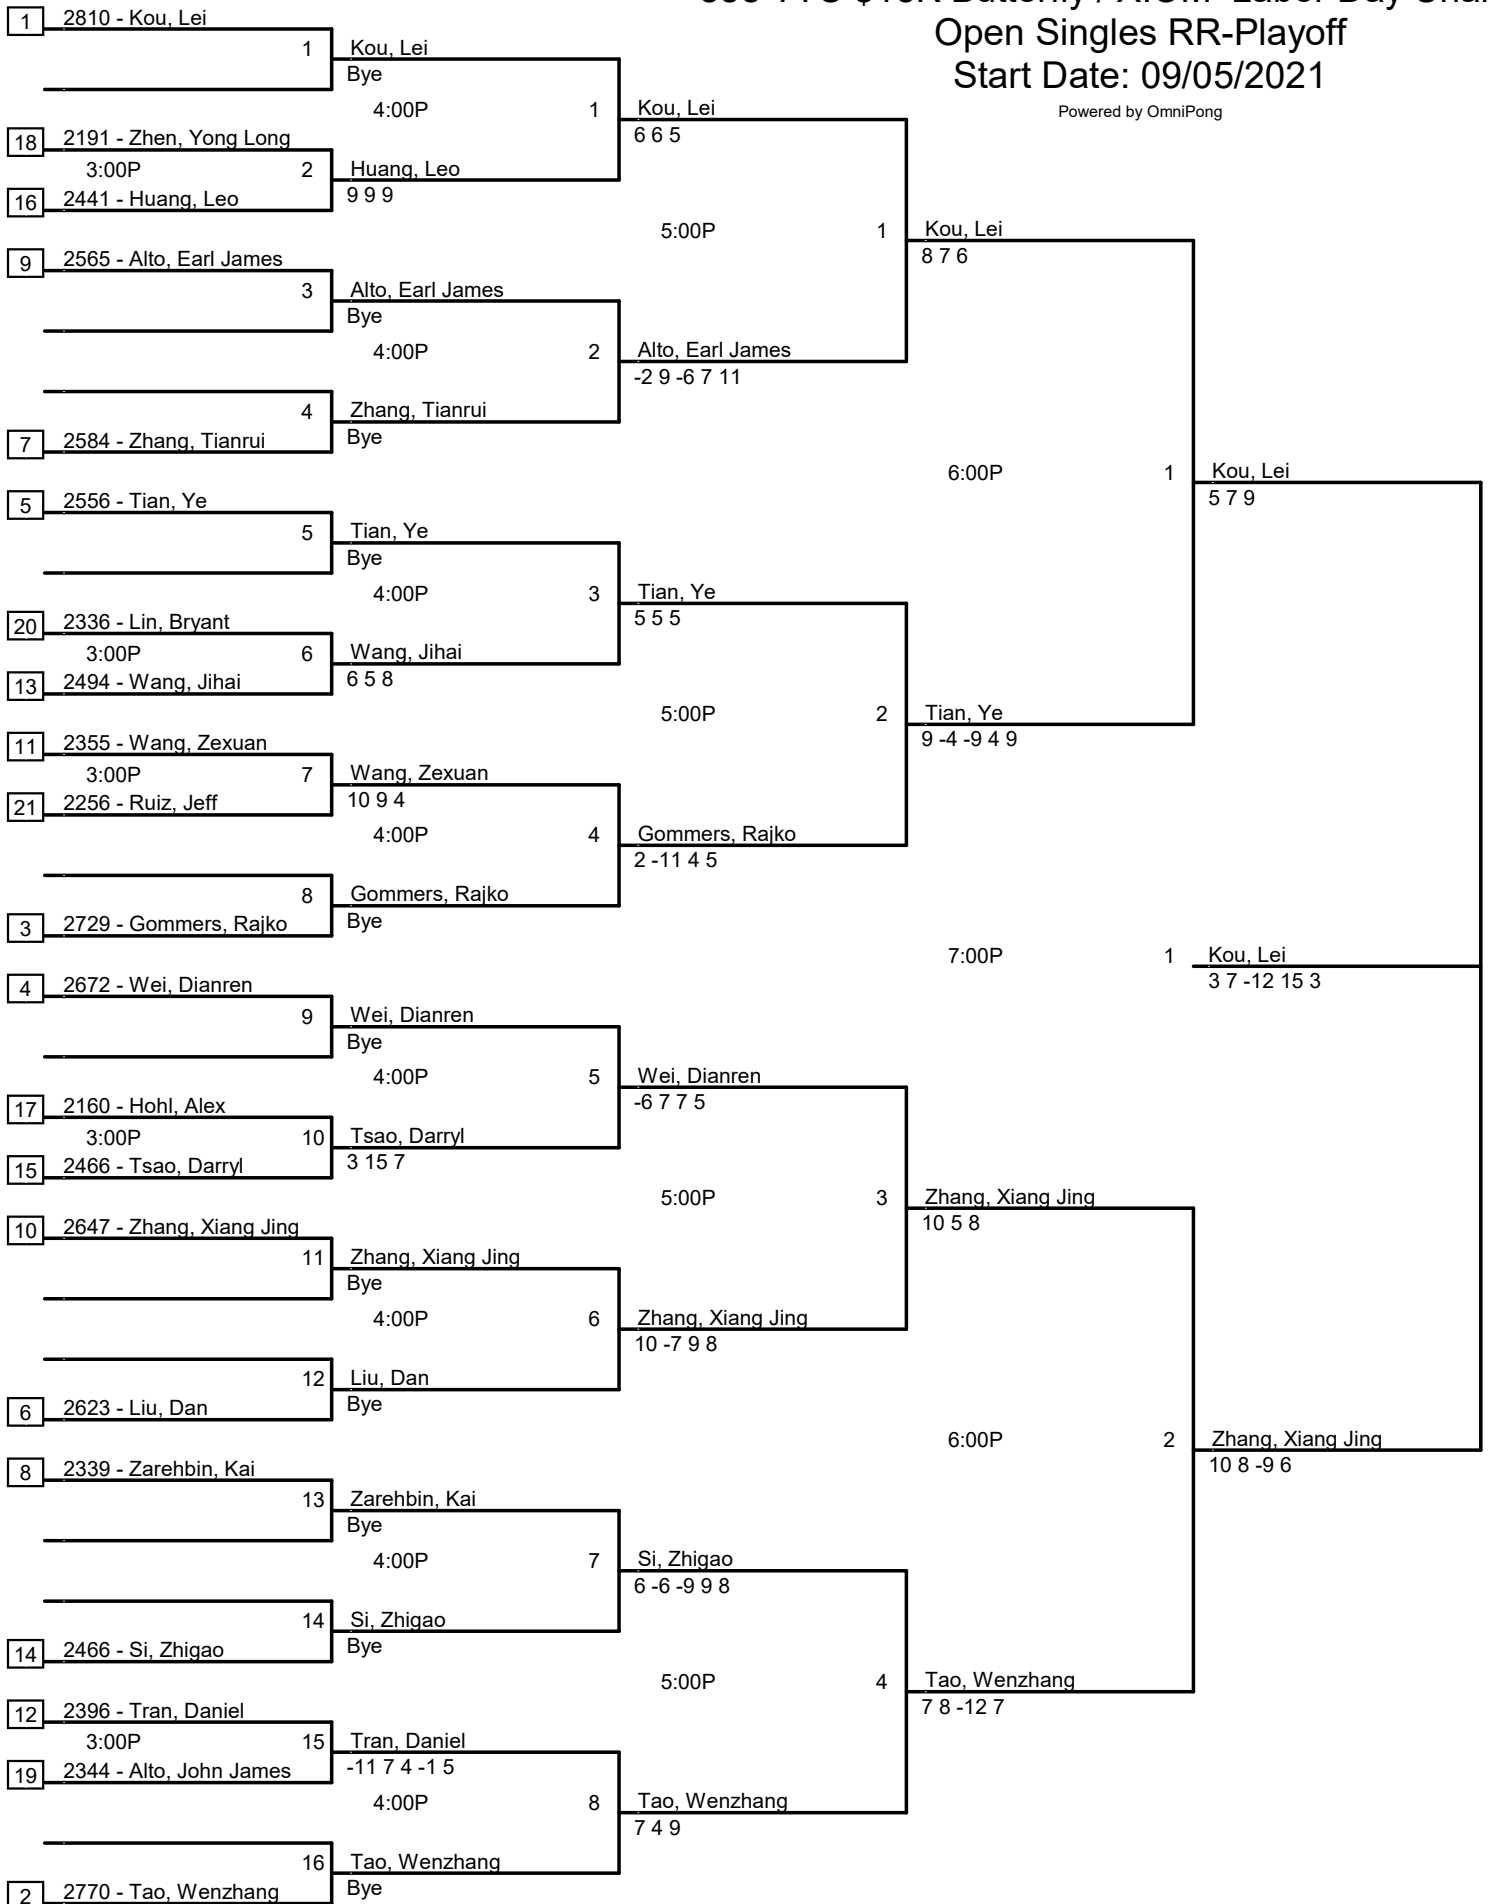 Open Singles RR-Playoff
Start Date: 09/05/2021
Powered by OmniPong
1 2810 - Kou, Lei
1 Kou, Lei
Bye
4:00P 1 Kou, Lei
6 6 5
18 2191 - Zhen, Yong Long
3:00P 2 Huang, Leo
16 2441 - Huang, Leo
9 9 9
5:00P 1 Kou, Lei
8 7 6
9 2565 - Alto, Earl James
3 Alto, Earl James
Bye
4:00P 2 Alto, Earl James
-2 9 -6 7 11
4 Zhang, Tianrui
7 2584 - Zhang, Tianrui
Bye
6:00P 1 Kou, Lei
5 7 9
5 2556 - Tian, Ye
5 Tian, Ye
Bye
4:00P 3 Tian, Ye
5 5 5
20 2336 - Lin, Bryant
3:00P 6 Wang, Jihai
13 2494 - Wang, Jihai
6 5 8
5:00P 2 Tian, Ye
9 -4 -9 4 9
11 2355 - Wang, Zexuan
3:00P 7 Wang, Zexuan
21 2256 - Ruiz, Jeff
10 9 4
4:00P 4 Gommers, Rajko
2 -11 4 5
8 Gommers, Rajko
3 2729 - Gommers, Rajko
Bye
7:00P 1 Kou, Lei
3 7 -12 15 3
4 2672 - Wei, Dianren
9 Wei, Dianren
Bye
4:00P 5 Wei, Dianren
-6 7 7 5
17 2160 - Hohl, Alex
3:00P 10 Tsao, Darryl
15 2466 - Tsao, Darryl
3 15 7
5:00P 3 Zhang, Xiang Jing
10 5 8
10 2647 - Zhang, Xiang Jing
11 Zhang, Xiang Jing
Bye
4:00P 6 Zhang, Xiang Jing
10 -7 9 8
12 Liu, Dan
6 2623 - Liu, Dan
Bye
6:00P 2 Zhang, Xiang Jing
10 8 -9 6
8 2339 - Zarehbin, Kai
13 Zarehbin, Kai
Bye
4:00P 7 Si, Zhigao
6 -6 -9 9 8
14 Si, Zhigao
14 2466 - Si, Zhigao
Bye
5:00P 4 Tao, Wenzhang
7 8 -12 7
12 2396 - Tran, Daniel
3:00P 15 Tran, Daniel
19 2344 - Alto, John James
-11 7 4 -1 5
4:00P 8 Tao, Wenzhang
7 4 9
16 Tao, Wenzhang
2 2770 - Tao, Wenzhang
Bye